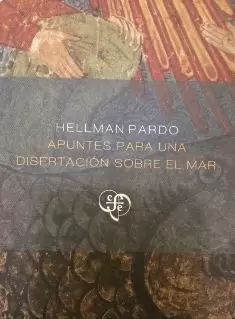 HELLMAN PARDO
APUNTES PARA UNA
DISERTACIÓN SOBRE EL MAR